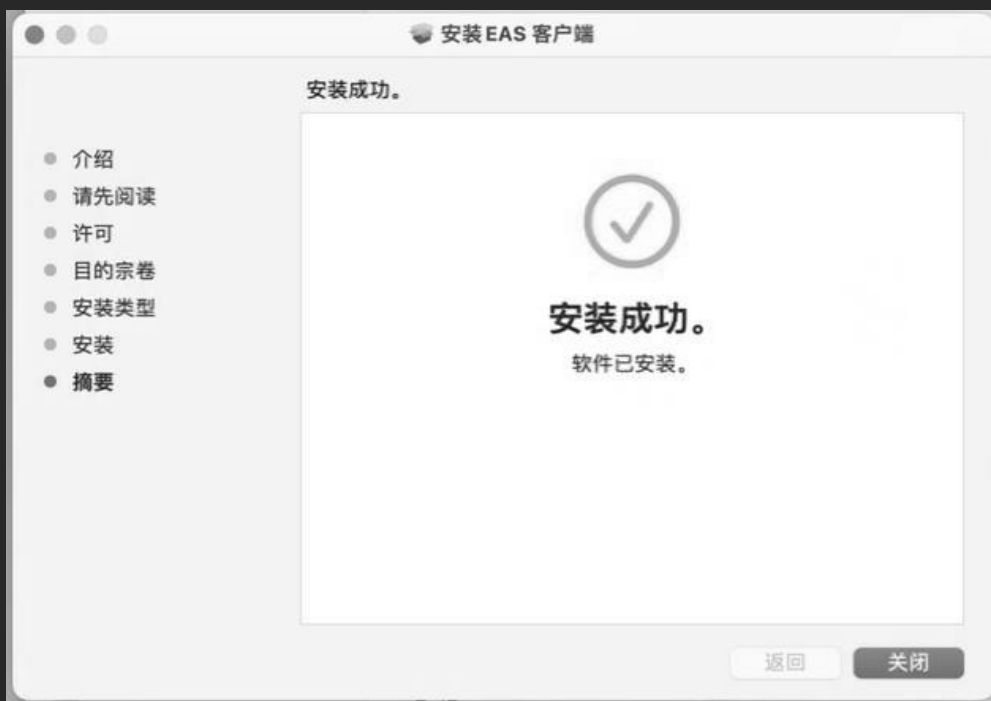 安装EAS 客户端
安装成功。
介绍
请先阅读
许可
目的宗卷
安装类型
安装
摘要
安装成功。
软件已安装。
返回
关闭